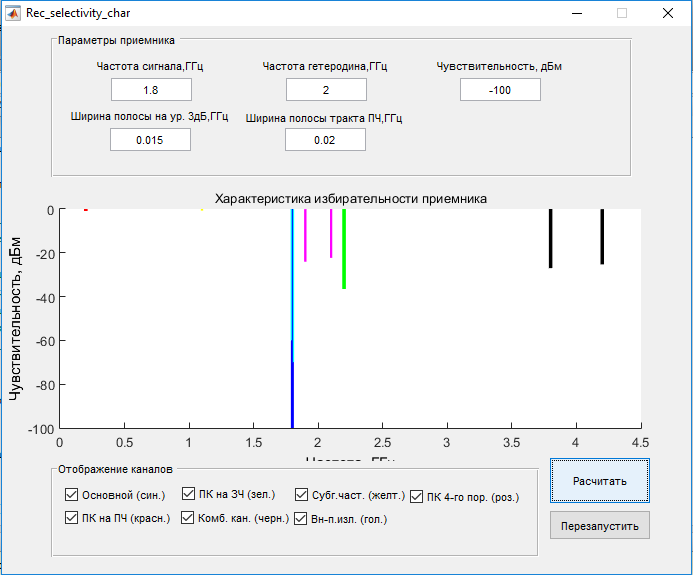 Rec_selectivity_char
Параметры приемника
Частота сигнала,ГГц Частота гетеродина,ГГц Чувствительность, дБм
1.8 2 -100
Ширина полосы на ур. 3дБ,ГГц Ширина полосы тракта ПЧ,ГГц
0.015 0.02
Характеристика избирательности приемника
Чувствительность, дБм
0
-20
-40
-60
-80
-100
0 0.5 1 1.5 2 2.5 3 3.5 4 4.5
Частота, ГГц
Отображение каналов
Основной (син.) ПК на ЗЧ (зел.) Субг.част. (желт.) ПК 4-го пор. (роз.)
ПК на ПЧ (красн.) Комб. кан. (черн.) Вн-п.изл. (гол.)
Расчитать
Перезапустить